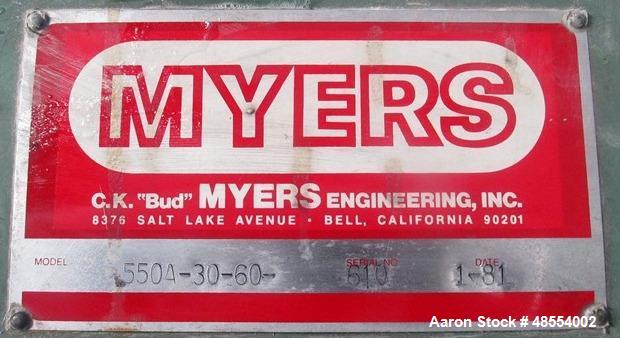 MYERS
C.K. "Bud" MYERS ENGINEERING, INC.
8376 SALT LAKE AVENUE · BELL, CALIFORNIA 90201
MODEL SERIAL NO DATE
550A-30-60- 610 1-81
Aaron Stock # 48554002